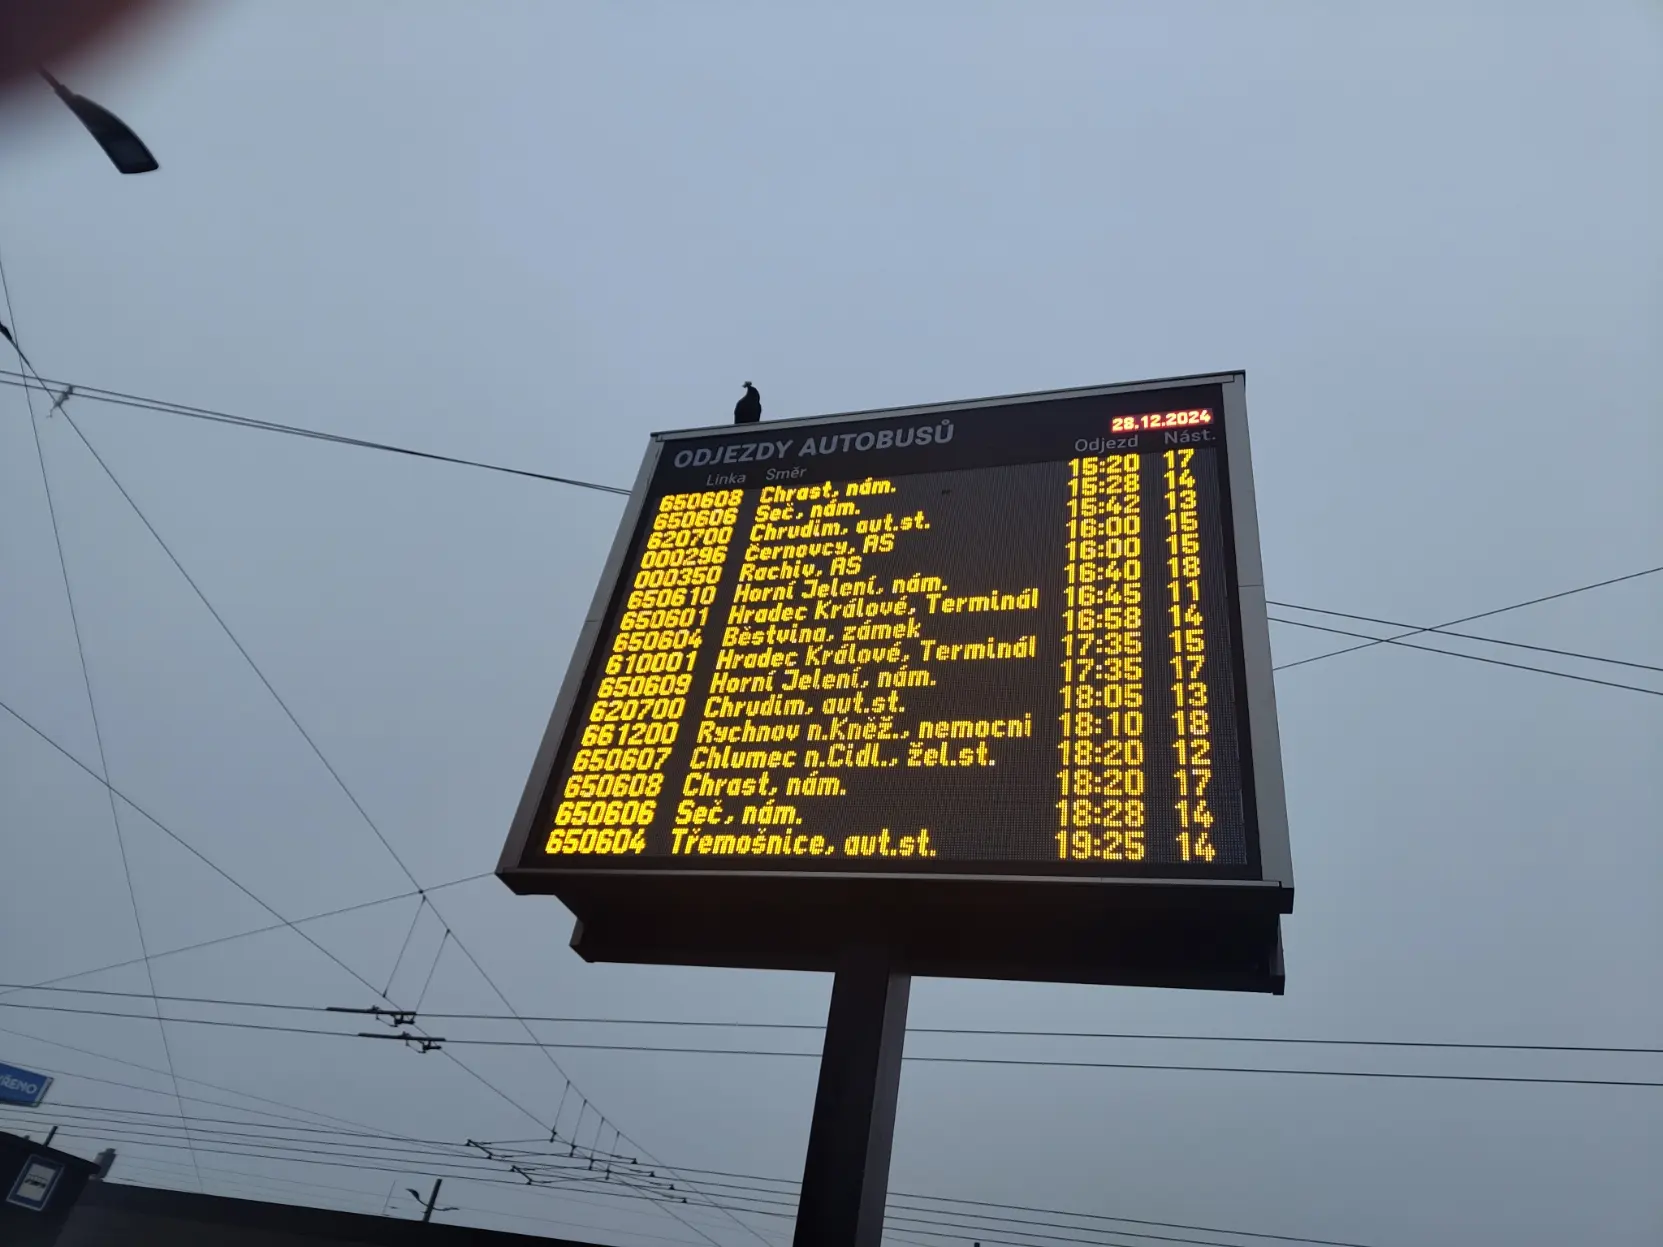 28.12.2024
ODJEZDY AUTOBUSŮ
Linka Směr Odjezd Nást.
650608 Chrast, nám. 15:20 17
650606 Seč, nám. 15:28 14
620700 Chrudim, aut.st. 15:42 13
000296 Černovcy, AS 16:00 15
000350 Rachiv, AS 16:00 15
650610 Horní Jelení, nám. 16:40 18
650601 Hradec Králové, Terminál 16:45 11
650604 Běstvina, zámek 16:58 14
610001 Hradec Králové, Terminál 17:35 15
650609 Horní Jelení, nám. 17:35 17
620700 Chrudim, aut.st. 18:05 13
661200 Rychnov n.Kněž., nemocni 18:10 18
650607 Chlumec n.Cidl., žel.st. 18:20 12
650608 Chrast, nám. 18:20 17
650606 Seč, nám. 18:28 14
650604 Třemošnice, aut.st. 19:25 14